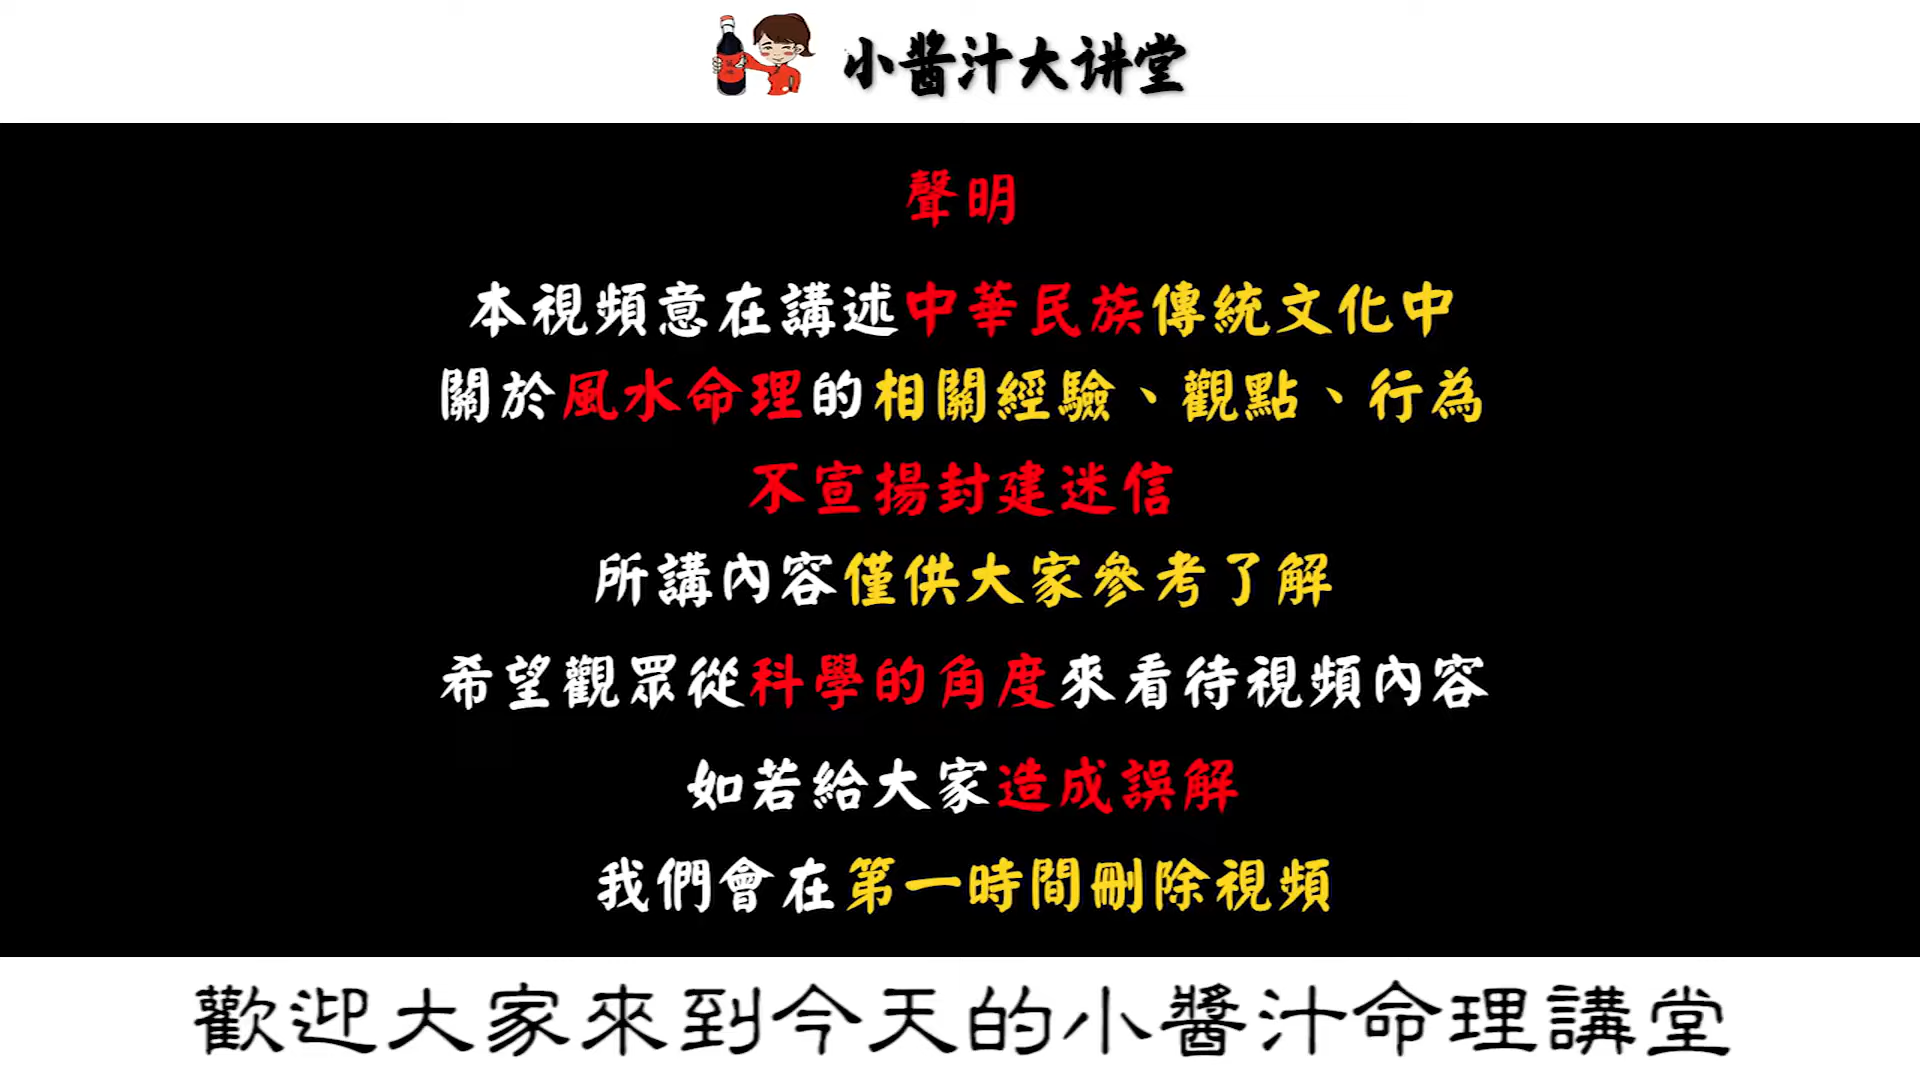 小酱汁大讲堂
聲明
本視頻意在講述中華民族傳統文化中
關於風水命理的相關經驗、觀點、行為
不宣揚封建迷信
所講內容僅供大家參考了解
希望觀眾從科學的角度來看待視頻內容
如若給大家造成誤解
我們會在第一時間刪除視頻
歡迎大家來到今天的小醬汁命理講堂